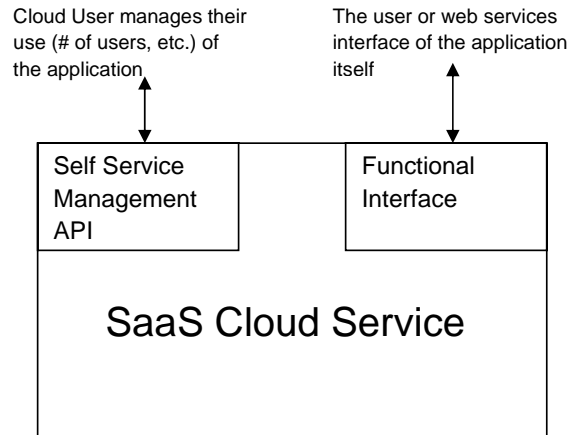 Cloud User manages their
use (# of users, etc.) of
the application
The user or web services
interface of the application
itself
Self Service
Management
API
Functional
Interface
SaaS Cloud Service